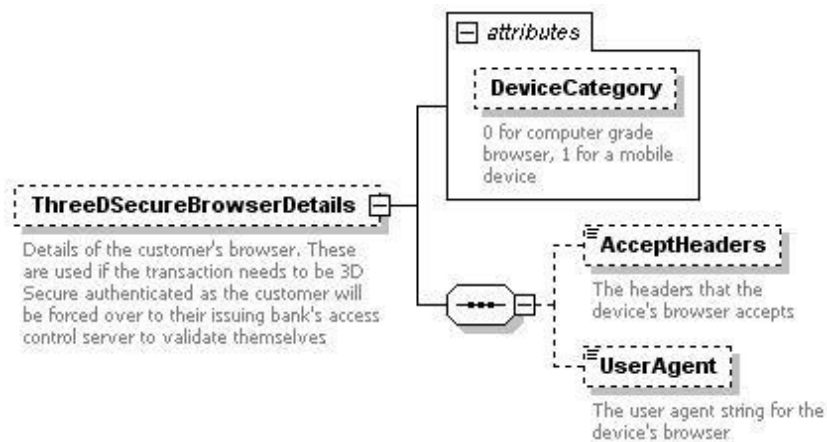 attributes
DeviceCategory
0 for computer grade
browser, 1 for a mobile
device
ThreeDSecureBrowserDetails
Details of the customer's browser. These
are used if the transaction needs to be 3D
Secure authenticated as the customer will
be forced over to their issuing bank's access
control server to validate themselves
AcceptHeaders
The headers that the
device's browser accepts
UserAgent
The user agent string for the
device's browser